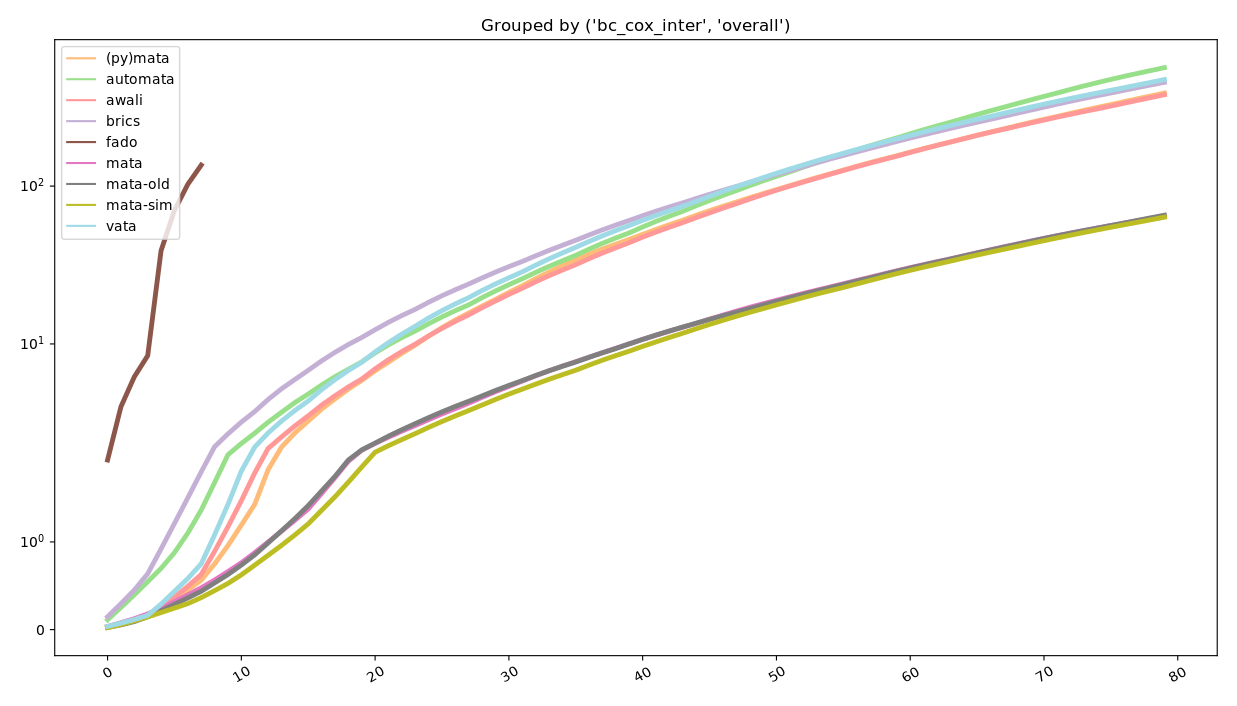 Grouped by ('bc_cox_inter', 'overall')
(py)mata
automata
awali
brics
fado
mata
mata-old
mata-sim
vata
10²
10¹
10⁰
0
0 10 20 30 40 50 60 70 80